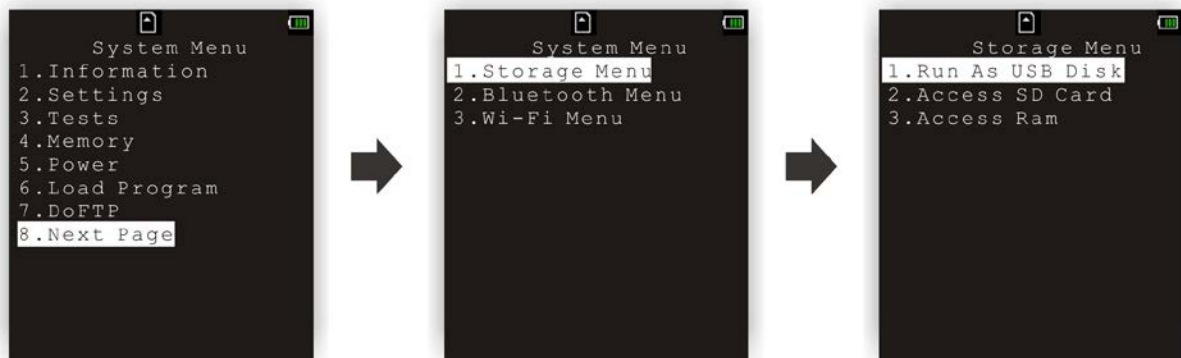 System Menu
1.Information
2.Settings
3.Tests
4.Memory
5.Power
6.Load Program
7.DoFTP
8.Next Page
System Menu
1.Storage Menu
2.Bluetooth Menu
3.Wi-Fi Menu
Storage Menu
1.Run As USB Disk
2.Access SD Card
3.Access Ram